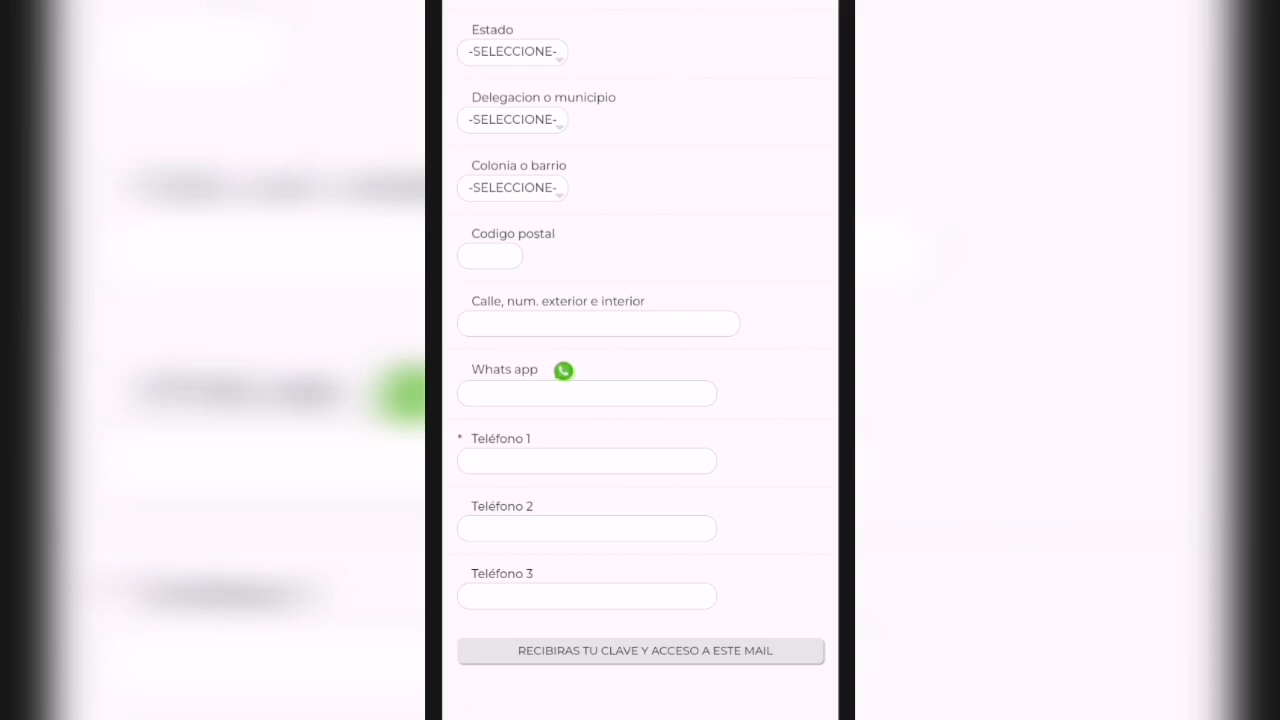 Estado
-SELECCIONE-
Delegacion o municipio
-SELECCIONE-
Colonia o barrio
-SELECCIONE-
Codigo postal
Calle, num. exterior e interior
Whats app
* Teléfono 1
Teléfono 2
Teléfono 3
RECIBIRAS TU CLAVE Y ACCESO A ESTE MAIL